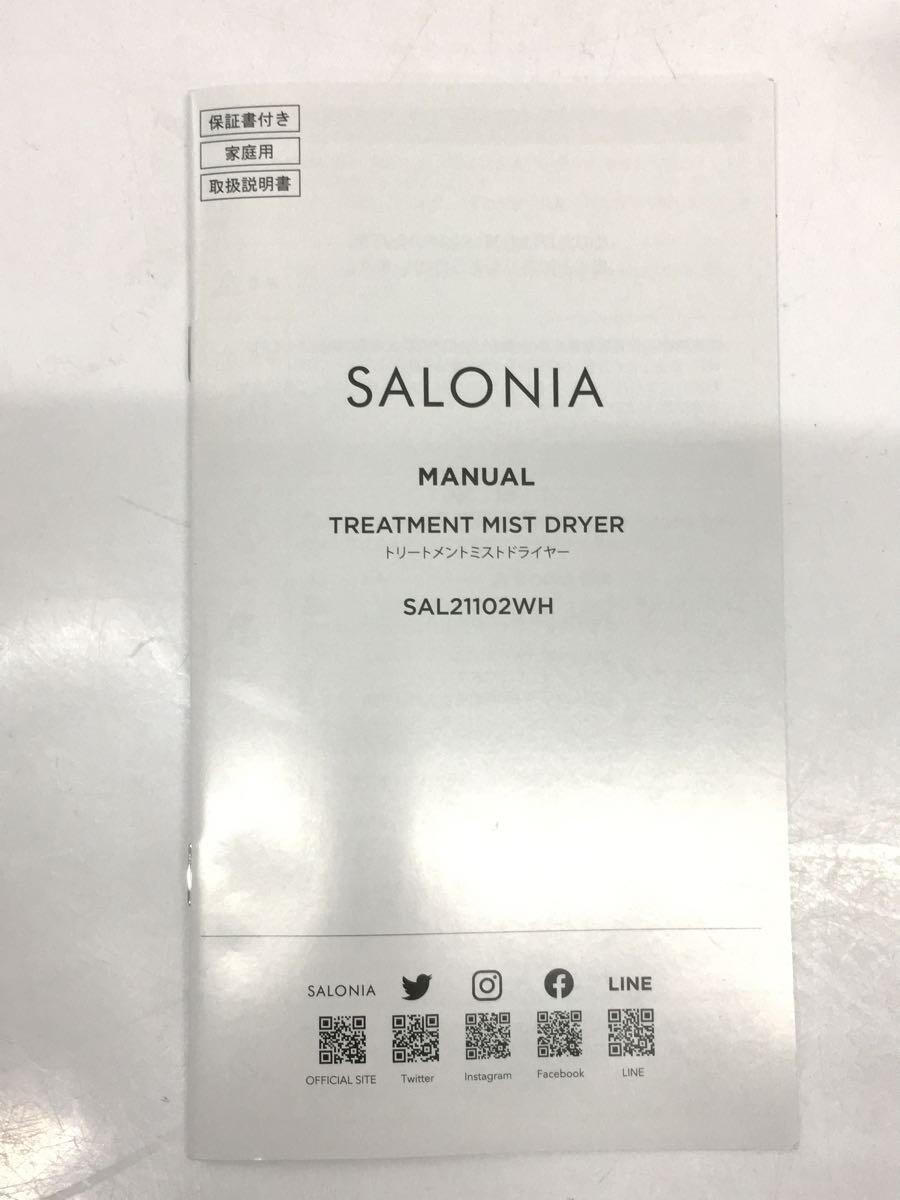 保証書付き
家庭用
取扱説明書
SALONIA
MANUAL
TREATMENT MIST DRYER
トリートメントミストドライヤー
SAL21102WH
SALONIA
LINE
OFFICIAL SITE
Twitter
Instagram
Facebook
LINE